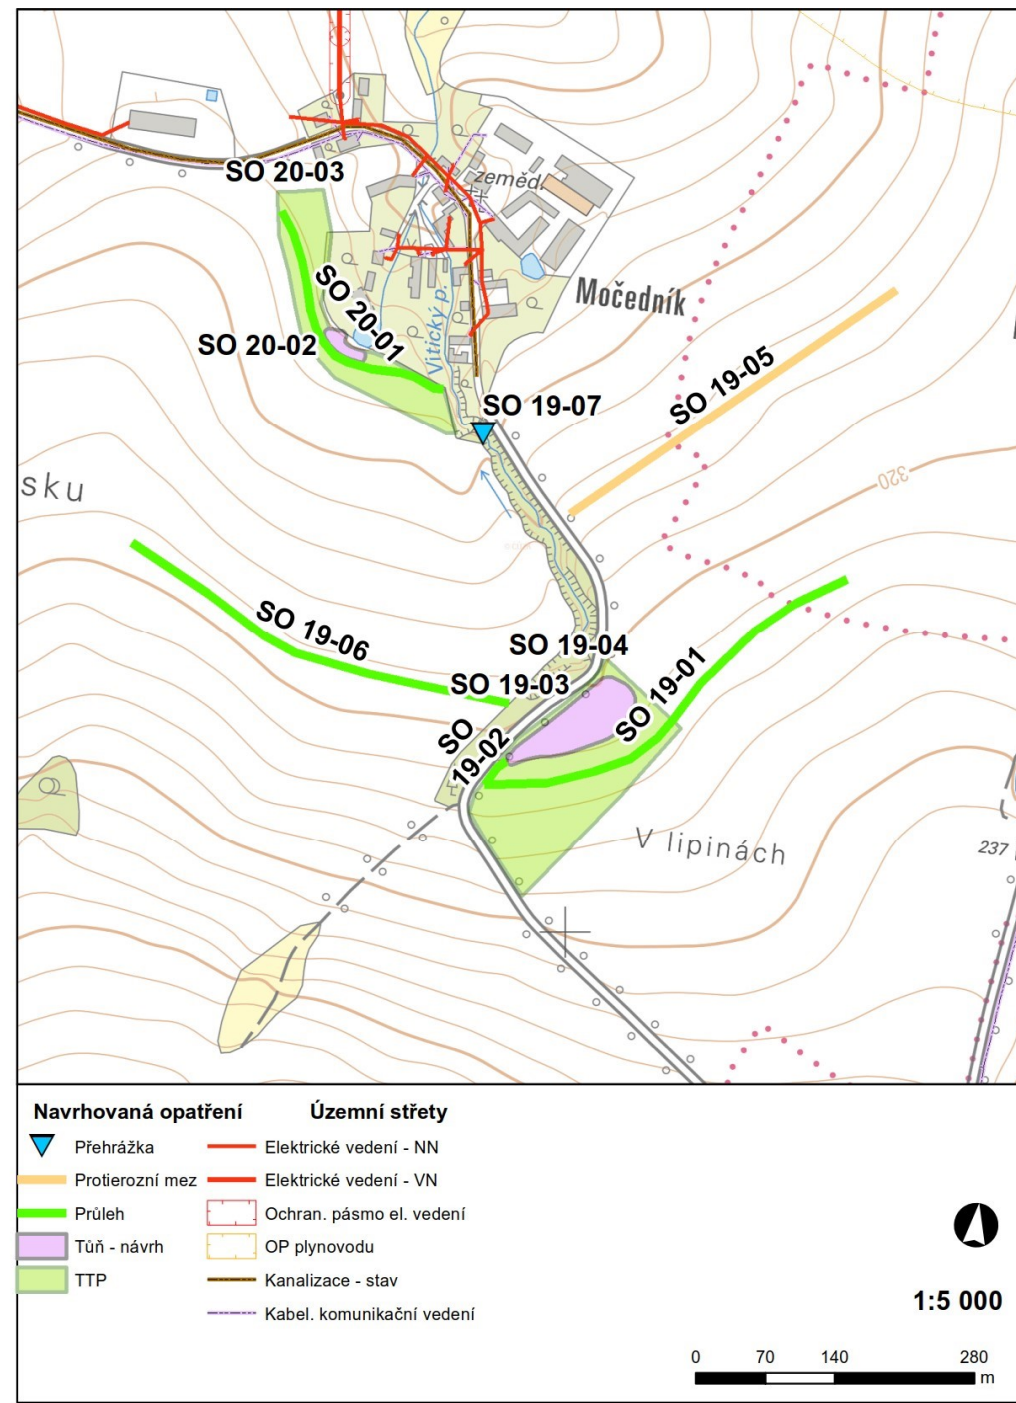 SO 20-03
zeměd.
Močedník
SO 20-01
SO 20-02
Vitický p.
SO 19-07
SO 19-05
320
sku
SO 19-06
SO 19-04
SO 19-03
SO 19-01
SO
19-02
V lipinách
237
Navrhovaná opatření
Územní střety
Přehrážka
Elektrické vedení - NN
Protierozní mez
Elektrické vedení - VN
Průleh
Ochran. pásmo el. vedení
Tůň - návrh
OP plynovodu
TTP
Kanalizace - stav
Kabel. komunikační vedení
1:5 000
0 70 140 280
m